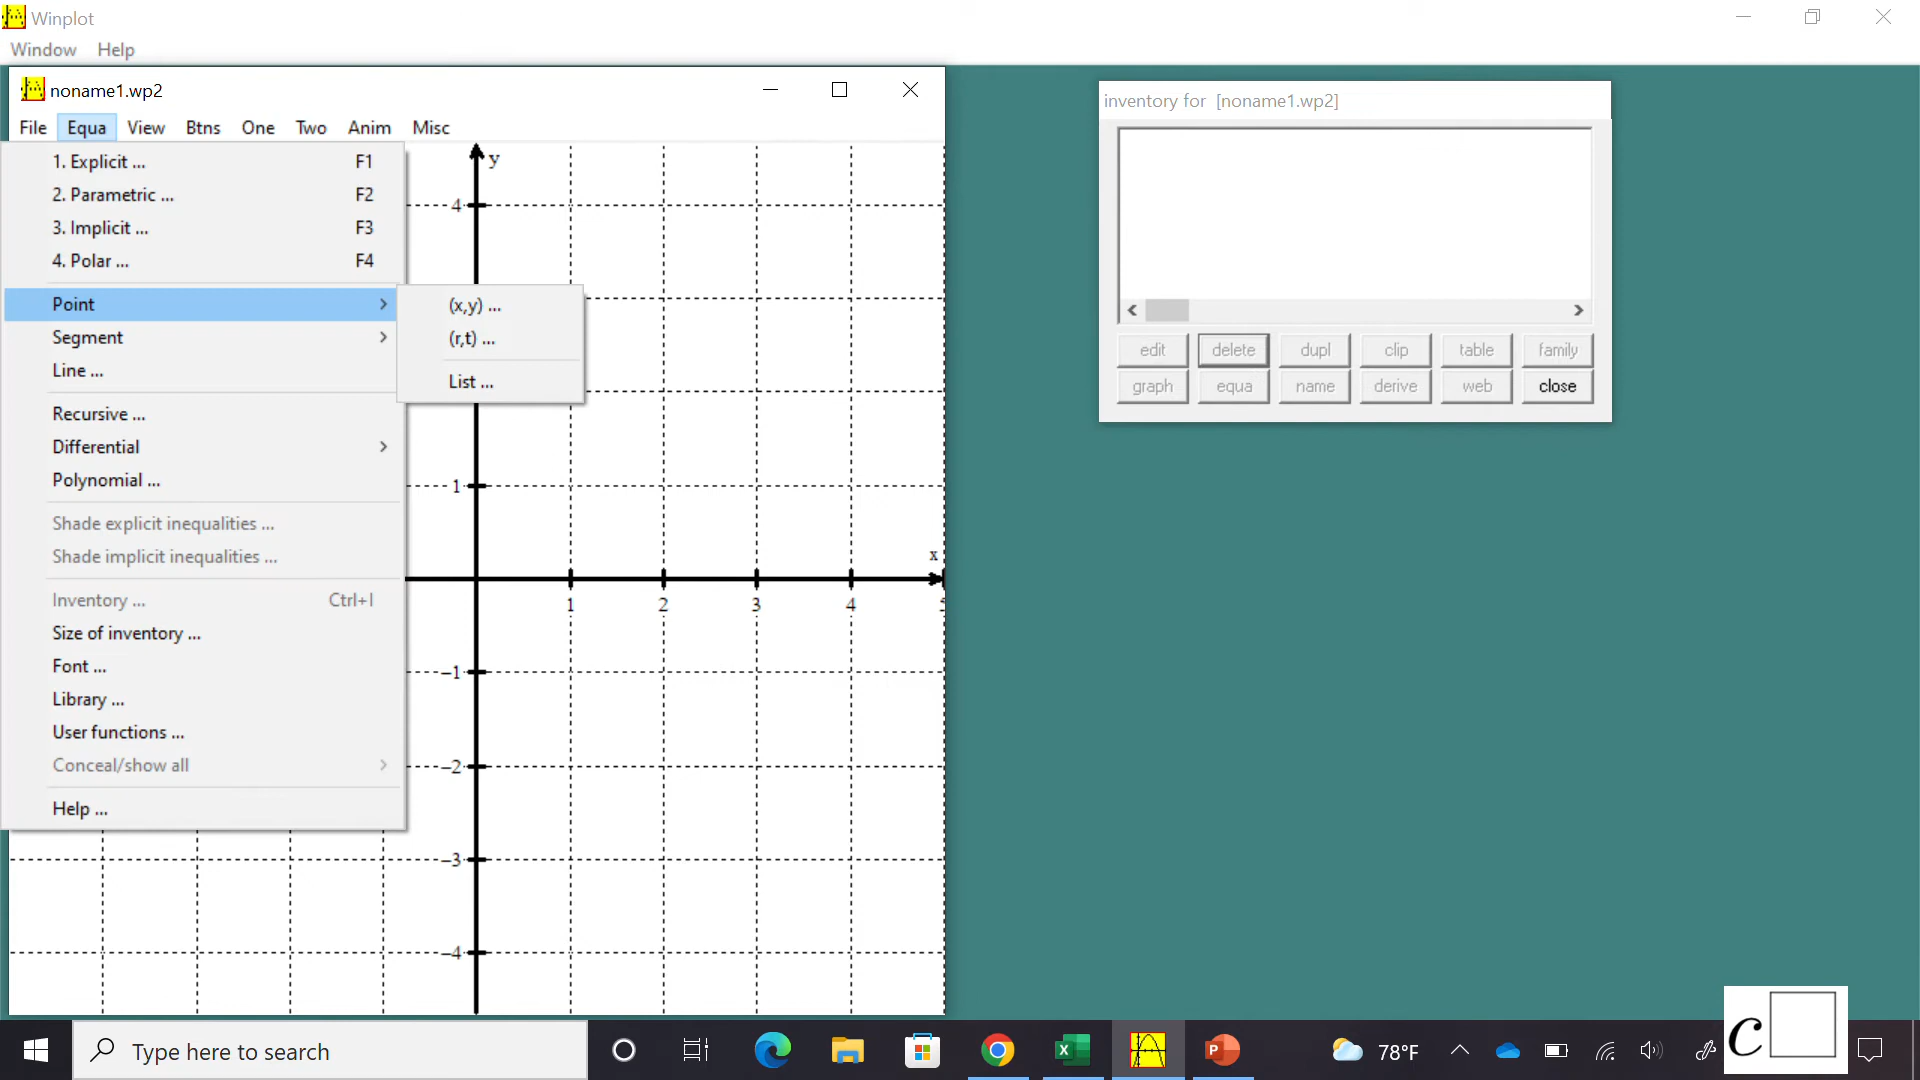 Winplot
Window Help
noname1.wp2
File Equa View Btns One Two Anim Misc
1. Explicit ... F1
2. Parametric ... F2
3. Implicit ... F3
4. Polar ... F4
Point
Segment
Line ...
Recursive ...
Differential
Polynomial ...
Shade explicit inequalities ...
Shade implicit inequalities ...
Inventory ... Ctrl+I
Size of inventory ...
Font ...
Library ...
User functions ...
Conceal/show all
Help ...
(x,y) ...
(r,t) ...
List ...
y
4
1
x
1 2 3 4 5
-1
-2
-3
-4
inventory for [noname1.wp2]
edit delete dupl clip table family
graph equa name derive web close
Type here to search
78°F
C